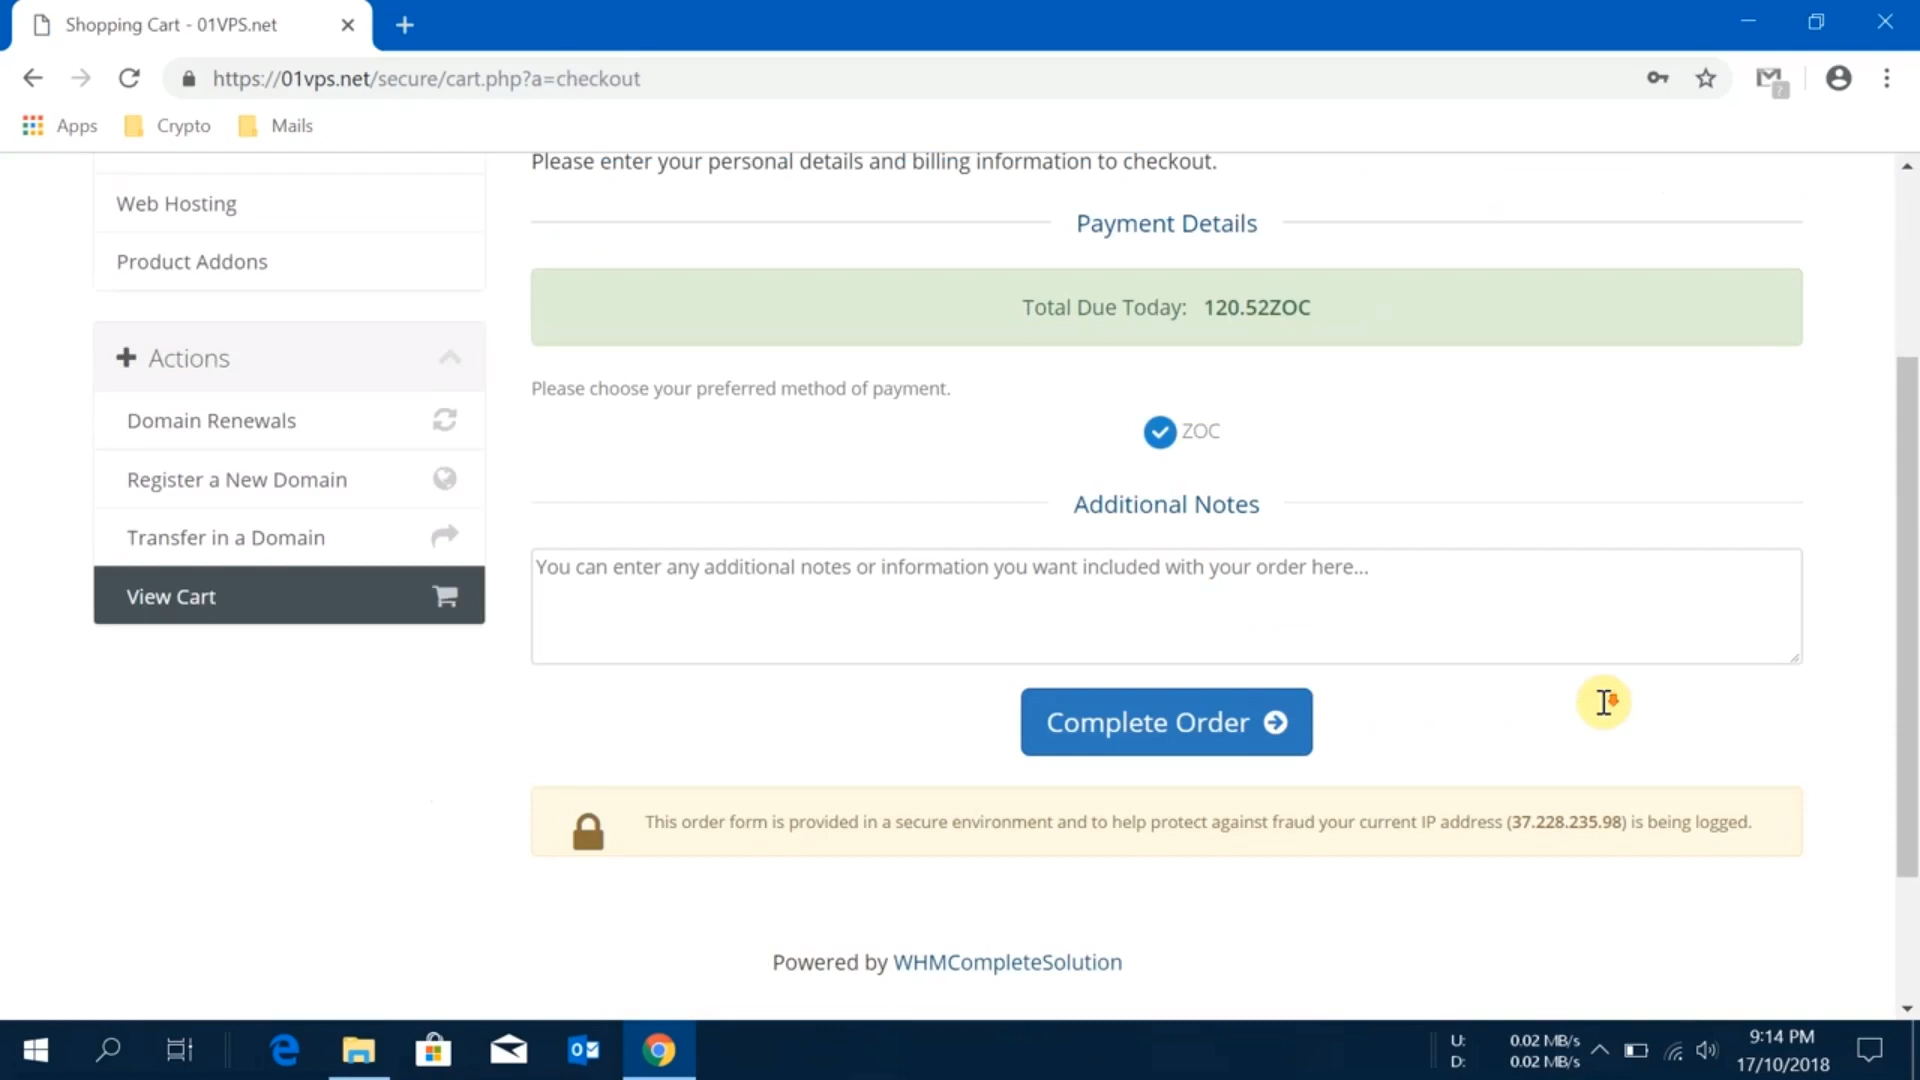 Shopping Cart - 01VPS.net
https://01vps.net/secure/cart.php?a=checkout
Apps
Crypto
Mails
Please enter your personal details and billing information to checkout.
Web Hosting
Product Addons
Actions
Domain Renewals
Register a New Domain
Transfer in a Domain
View Cart
Payment Details
Total Due Today: 120.52ZOC
Please choose your preferred method of payment.
ZOC
Additional Notes
You can enter any additional notes or information you want included with your order here...
Complete Order
This order form is provided in a secure environment and to help protect against fraud your current IP address (37.228.235.98) is being logged.
Powered by WHMCompleteSolution
U: 0.02 MB/s
D: 0.02 MB/s
9:14 PM
17/10/2018